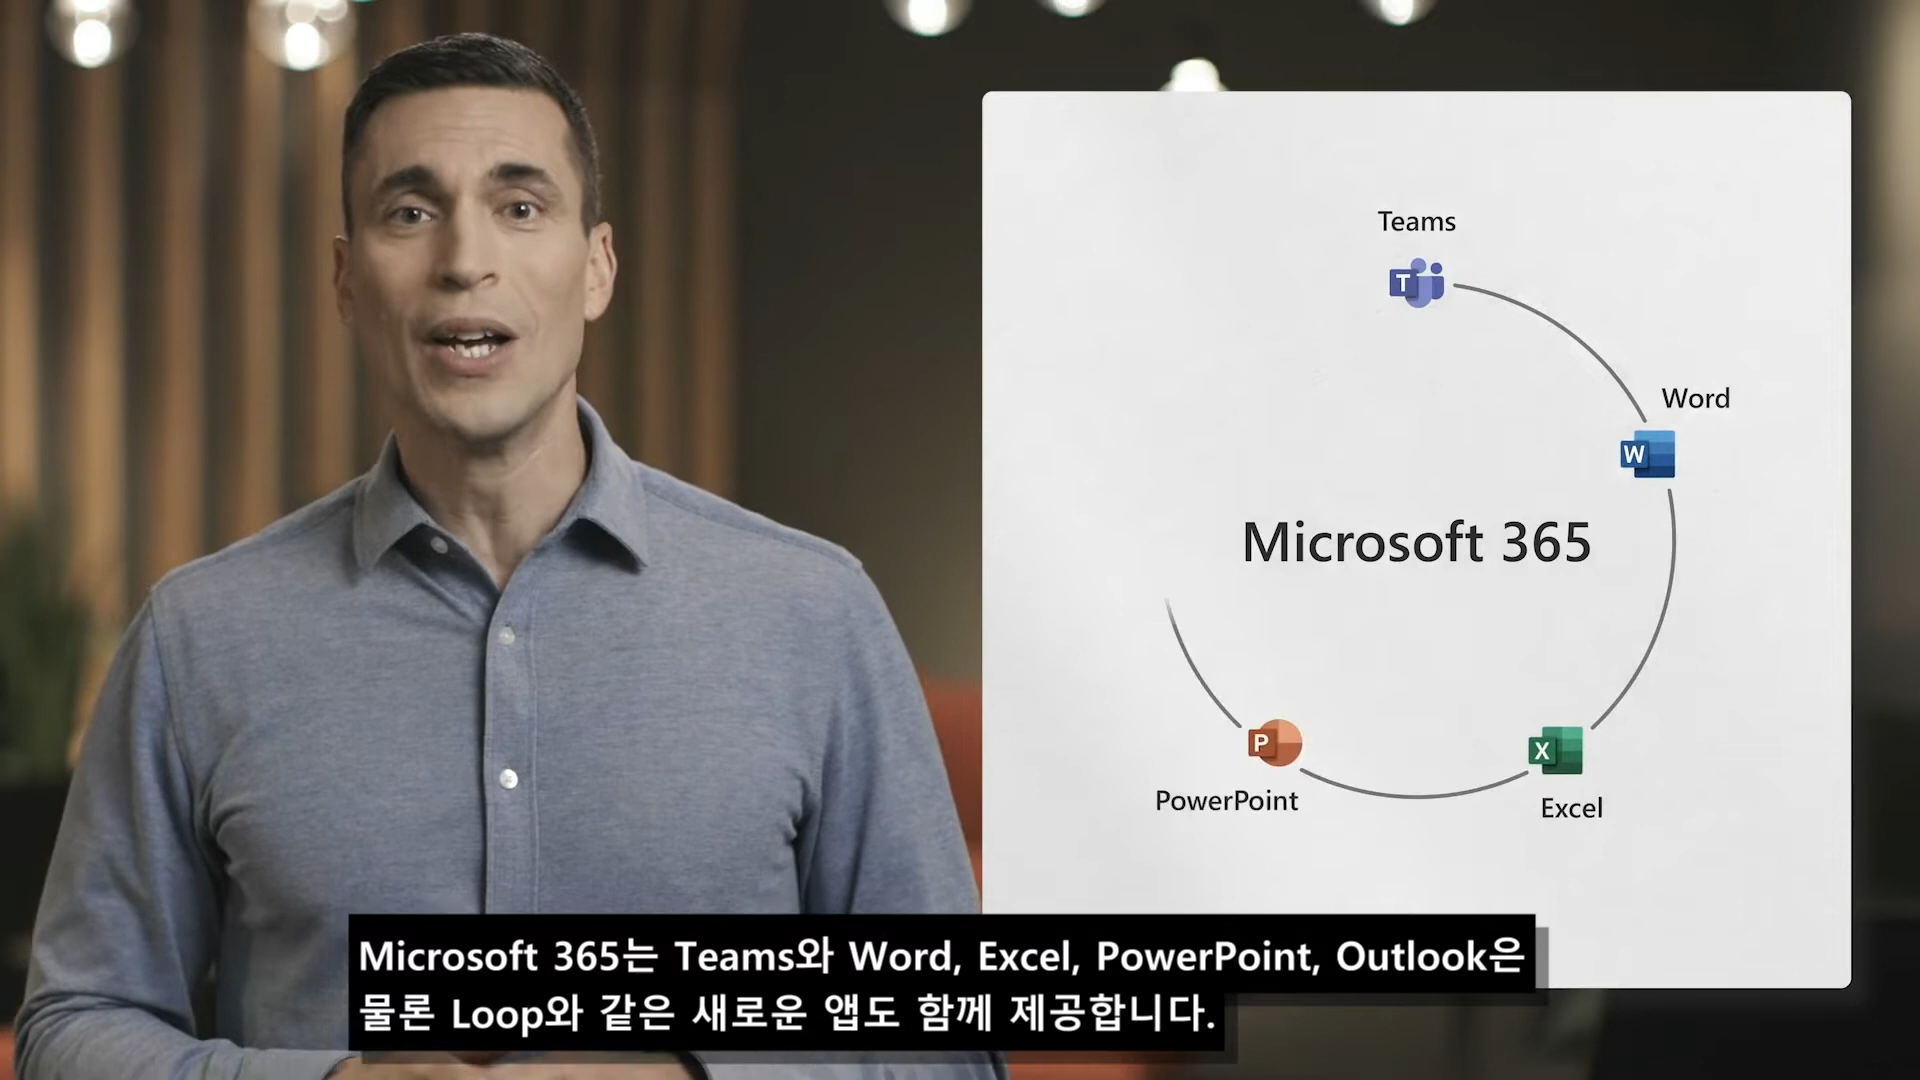 Teams
T
Word
W
Microsoft 365
P
X
PowerPoint
Excel
Microsoft 365는 Teams와 Word, Excel, PowerPoint, Outlook은
물론 Loop와 같은 새로운 앱도 함께 제공합니다.